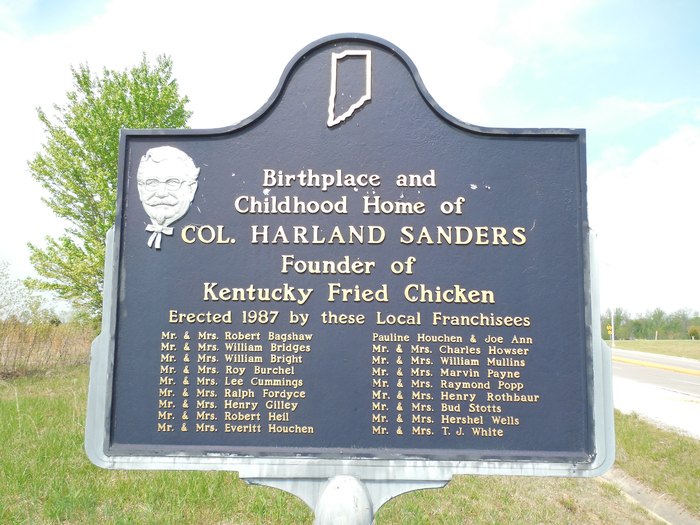 Birthplace and
Childhood Home of
COL. HARLAND SANDERS
Founder of
Kentucky Fried Chicken
Erected 1987 by these Local Franchisees
Mr. & Mrs. Robert Bagshaw
Mr. & Mrs. William Bridges
Mr. & Mrs. William Bright
Mr. & Mrs. Roy Burchel
Mr. & Mrs. Lee Cummings
Mr. & Mrs. Ralph Fordyce
Mr. & Mrs. Henry Gilley
Mr. & Mrs. Robert Heil
Mr. & Mrs. Everitt Houchen
Pauline Houchen & Joe Ann
Mr. & Mrs. Charles Howser
Mr. & Mrs. William Mullins
Mr. & Mrs. Marvin Payne
Mr. & Mrs. Raymond Popp
Mr. & Mrs. Henry Rothbaur
Mr. & Mrs. Bud Stotts
Mr. & Mrs. Hershel Wells
Mr. & Mrs. T. J. White